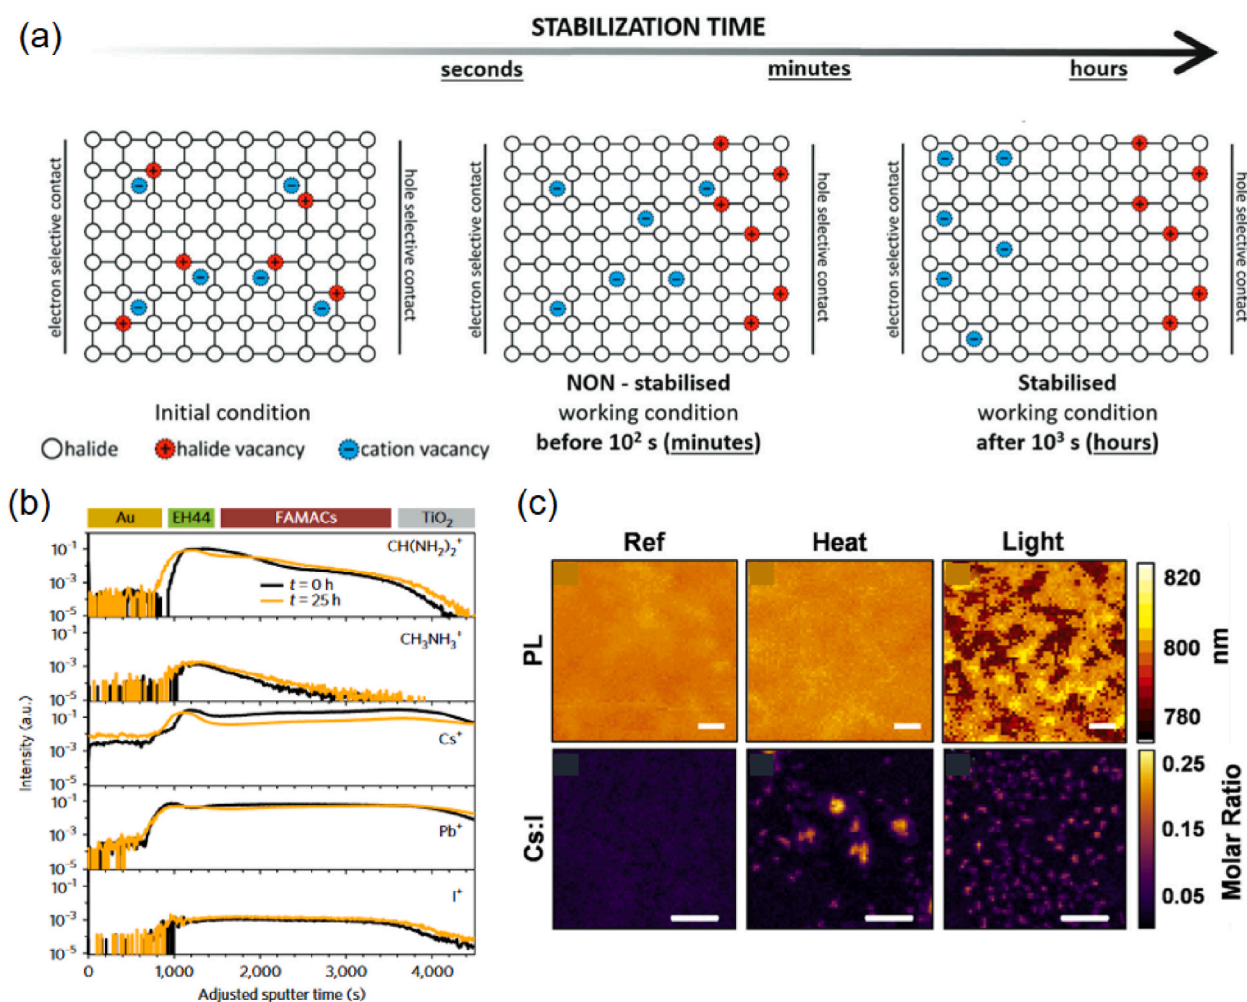 (a)
STABILIZATION TIME
seconds
minutes
hours
electron selective contact
hole selective contact
electron selective contact
hole selective contact
electron selective contact
hole selective contact
Initial condition
NON - stabilised
working condition
before 10² s (minutes)
Stabilised
working condition
after 10³ s (hours)
halide
+ halide vacancy
− cation vacancy
(b)
Au
EH44
FAMACs
TiO₂
CH(NH₂)₂⁺
t = 0 h
t = 25 h
CH₃NH₃⁺
Cs⁺
Pb⁺
I⁺
10⁻¹
10⁻³
10⁻⁵
10⁻¹
10⁻³
10⁻⁵
10⁻¹
10⁻³
10⁻⁵
10⁻¹
10⁻³
10⁻⁵
10⁻¹
10⁻³
10⁻⁵
Intensity (a.u.)
0
1,000
2,000
3,000
4,000
Adjusted sputter time (s)
(c)
Ref
Heat
Light
PL
Cs:I
820
800
780
nm
0.25
0.15
0.05
Molar Ratio